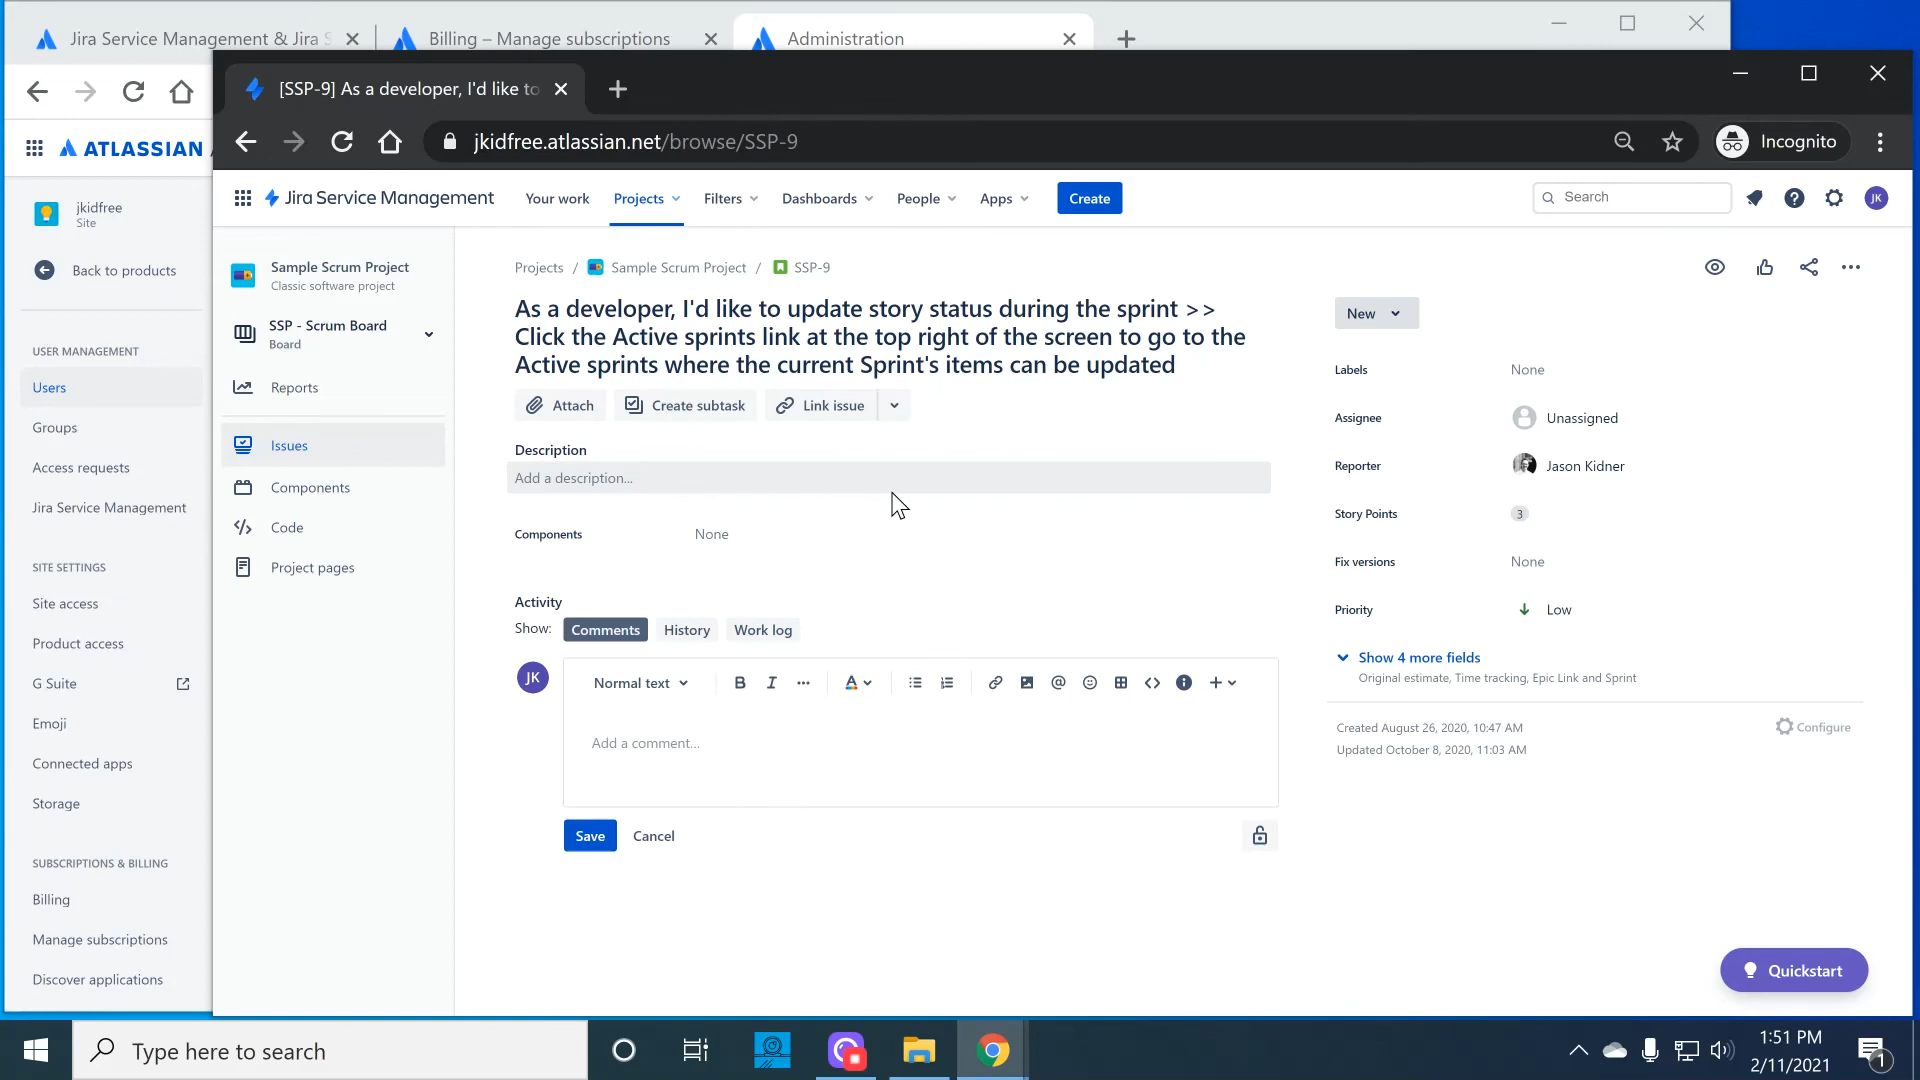 Jira Service Management & Jira S
Billing – Manage subscriptions
Administration
[SSP-9] As a developer, I'd like to
jkidfree.atlassian.net/browse/SSP-9
Incognito
ATLASSIAN
jkidfree
Site
Back to products
USER MANAGEMENT
Users
Groups
Access requests
Jira Service Management
SITE SETTINGS
Site access
Product access
G Suite
Emoji
Connected apps
Storage
SUBSCRIPTIONS & BILLING
Billing
Manage subscriptions
Discover applications
Jira Service Management
Your work
Projects
Filters
Dashboards
People
Apps
Create
Search
JK
Sample Scrum Project
Classic software project
SSP - Scrum Board
Board
Reports
Issues
Components
Code
Project pages
Projects / Sample Scrum Project / SSP-9
As a developer, I'd like to update story status during the sprint >>
Click the Active sprints link at the top right of the screen to go to the
Active sprints where the current Sprint's items can be updated
Attach
Create subtask
Link issue
Description
Add a description...
Components None
Activity
Show: Comments History Work log
JK
Normal text
B I A
Add a comment...
Save Cancel
New
Labels None
Assignee Unassigned
Reporter Jason Kidner
Story Points 3
Fix versions None
Priority Low
Show 4 more fields
Original estimate, Time tracking, Epic Link and Sprint
Created August 26, 2020, 10:47 AM
Updated October 8, 2020, 11:03 AM
Configure
Quickstart
Type here to search
1:51 PM
2/11/2021
1